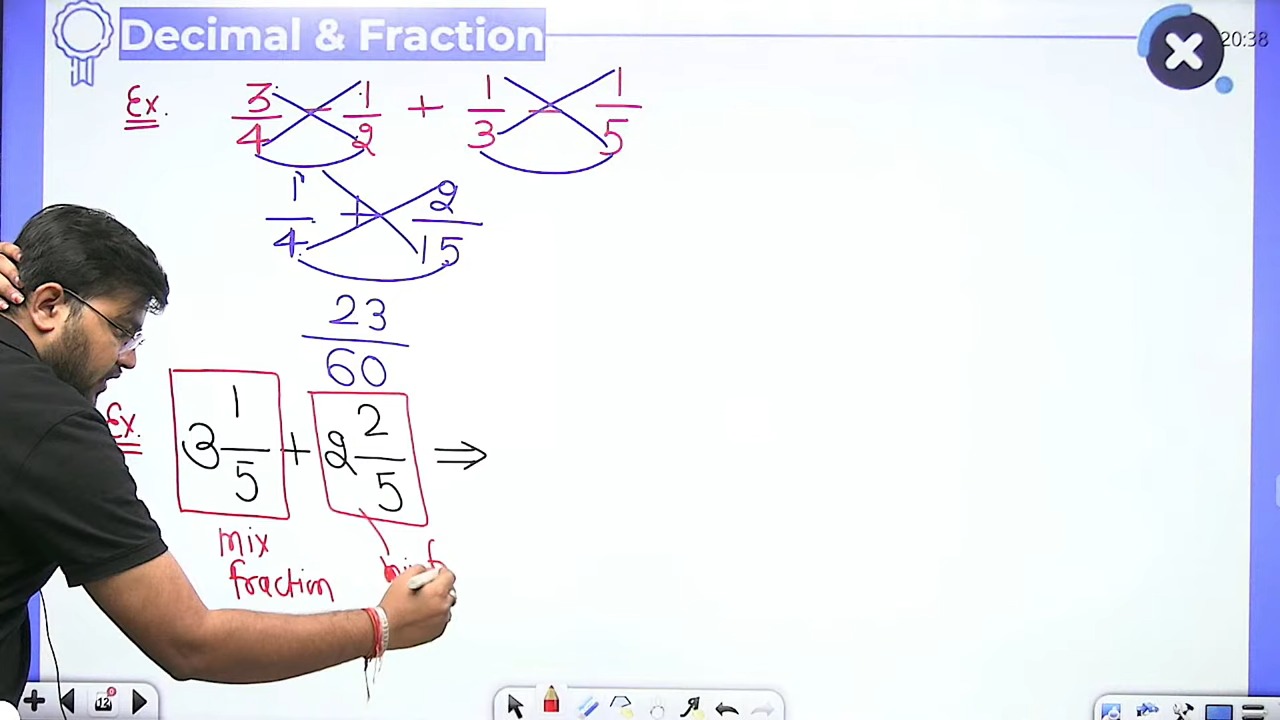 Decimal & Fraction
20:38
Ex. 3/4 - 1/2 + 1/3 - 1/5
1/4 + 2/15
23/60
Ex. 3 1/5 + 2 2/5 ⇒
mix
fraction
12